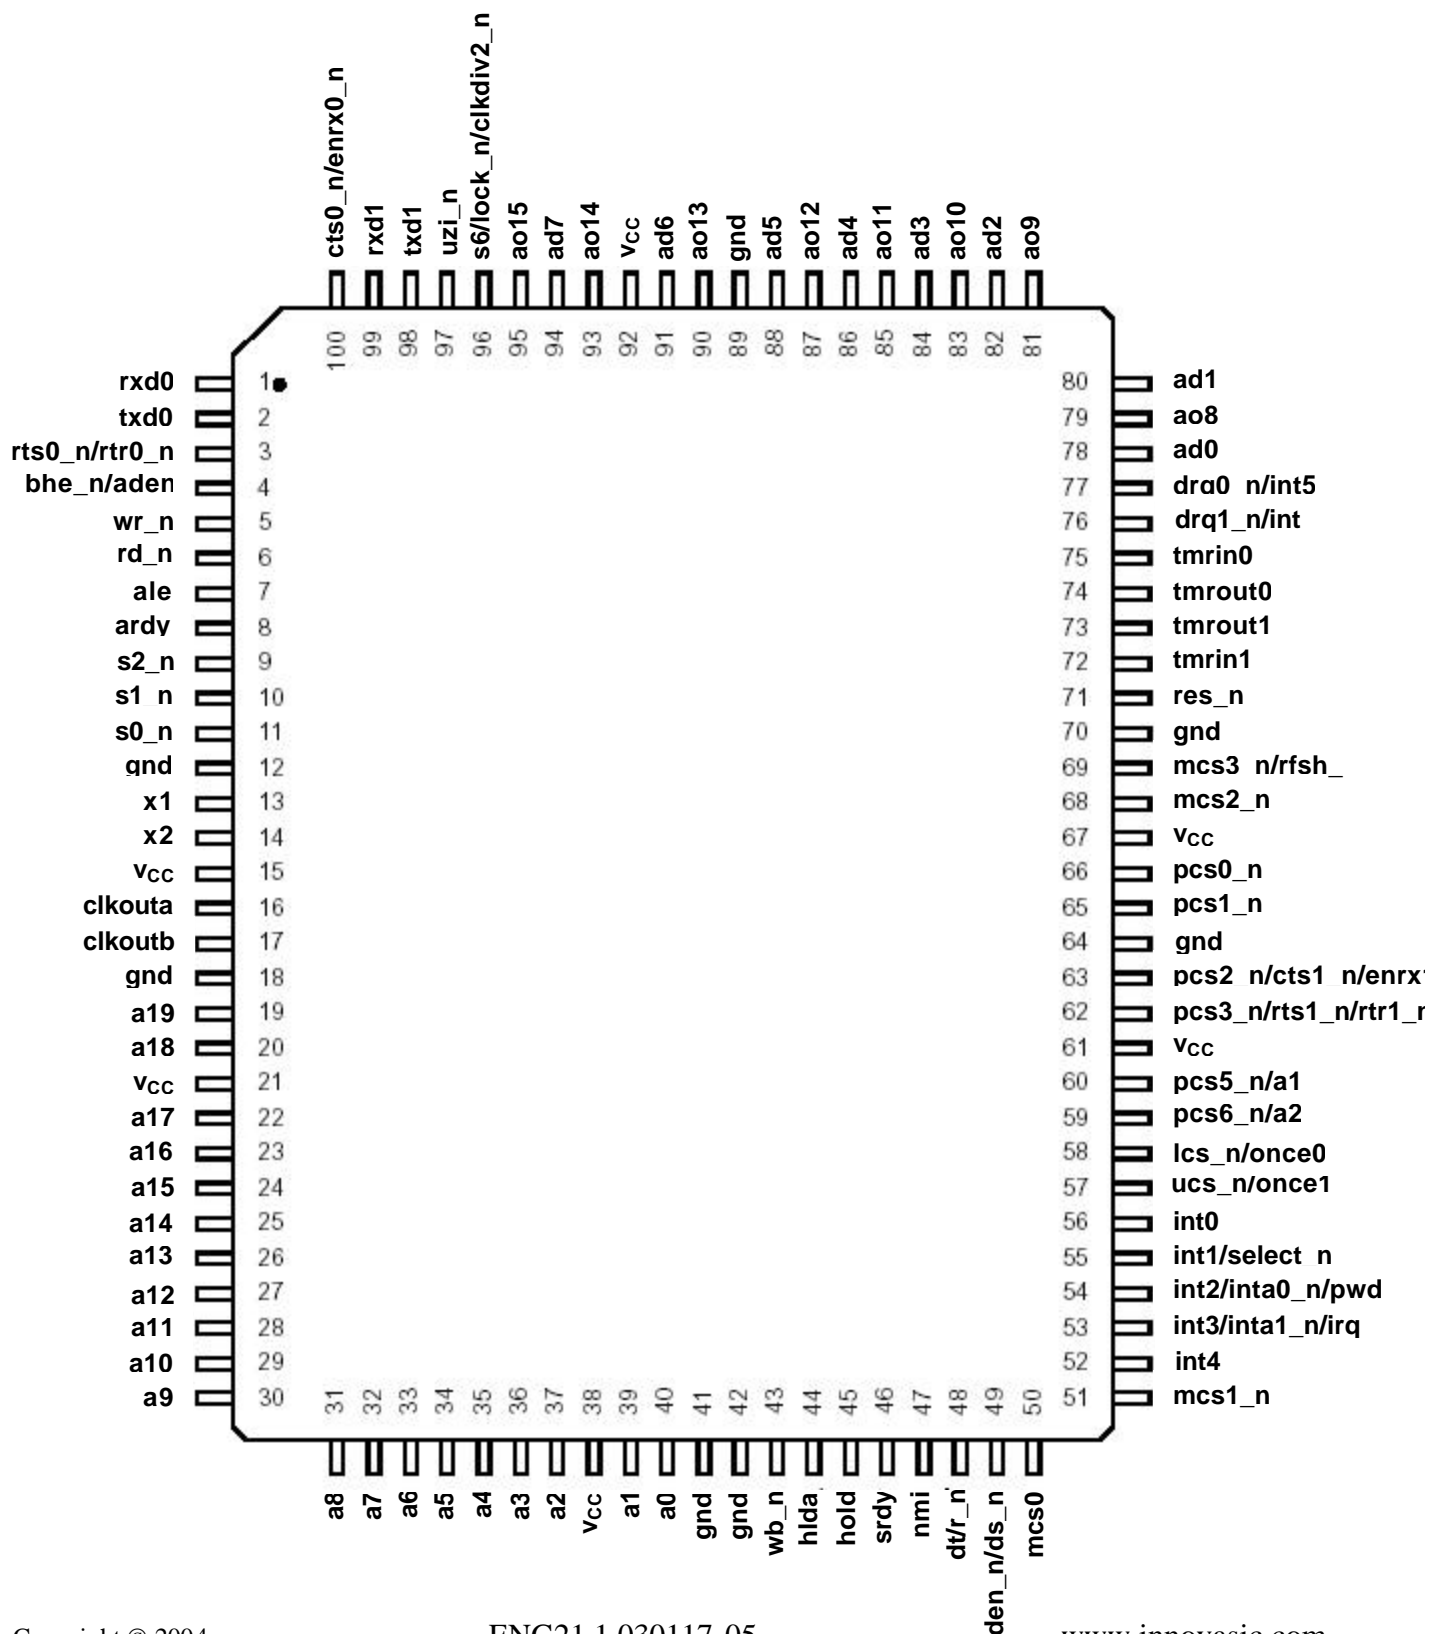 cts0_n/enrx0_n
rxd1
txd1
uzi_n
s6/lock_n/clkdiv2_n
ao15
ad7
ao14
vcc
ad6
ao13
gnd
ad5
ao12
ad4
ao11
ad3
ao10
ad2
ao9
100 99 98 97 96 95 94 93 92 91 90 89 88 87 86 85 84 83 82 81
rxd0 1 80 ad1
txd0 2 79 ao8
rts0_n/rtr0_n 3 78 ad0
bhe_n/aden 4 77 drq0_n/int5
wr_n 5 76 drq1_n/int
rd_n 6 75 tmrin0
ale 7 74 tmrout0
ardy 8 73 tmrout1
s2_n 9 72 tmrin1
s1_n 10 71 res_n
s0_n 11 70 gnd
gnd 12 69 mcs3_n/rfsh_
x1 13 68 mcs2_n
x2 14 67 vcc
vcc 15 66 pcs0_n
clkouta 16 65 pcs1_n
clkoutb 17 64 gnd
gnd 18 63 pcs2_n/cts1_n/enrx
a19 19 62 pcs3_n/rts1_n/rtr1_n
a18 20 61 vcc
vcc 21 60 pcs5_n/a1
a17 22 59 pcs6_n/a2
a16 23 58 lcs_n/once0
a15 24 57 ucs_n/once1
a14 25 56 int0
a13 26 55 int1/select_n
a12 27 54 int2/inta0_n/pwd
a11 28 53 int3/inta1_n/irq
a10 29 52 int4
a9 30 51 mcs1_n
31 32 33 34 35 36 37 38 39 40 41 42 43 44 45 46 47 48 49 50
a8
a7
a6
a5
a4
a3
a2
vcc
a1
a0
gnd
gnd
wb_n
hlda
hold
srdy
nmi
dt/r_n
den_n/ds_n
mcs0
Copyright © 2004 ENG21 1 030117-05 www.innovasic.com